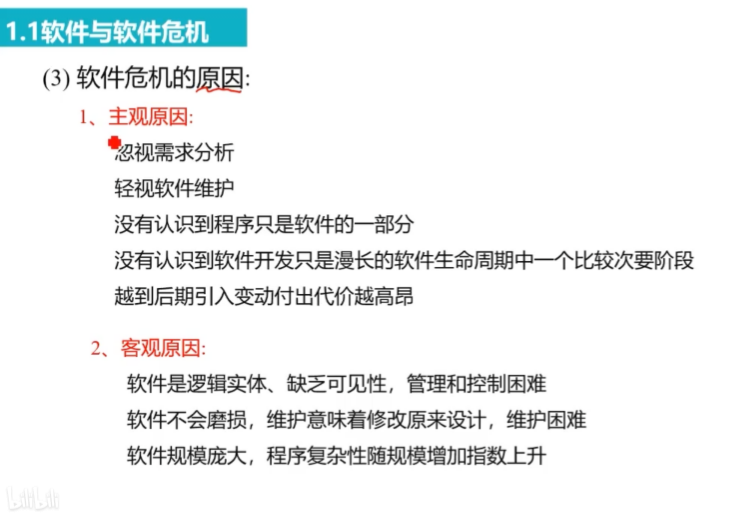 1.1软件与软件危机
(3) 软件危机的原因:
1、主观原因:
忽视需求分析
轻视软件维护
没有认识到程序只是软件的一部分
没有认识到软件开发只是漫长的软件生命周期中一个比较次要阶段
越到后期引入变动付出代价越高昂
2、客观原因:
软件是逻辑实体、缺乏可见性，管理和控制困难
软件不会磨损，维护意味着修改原来设计，维护困难
软件规模庞大，程序复杂性随规模增加指数上升
bilibili